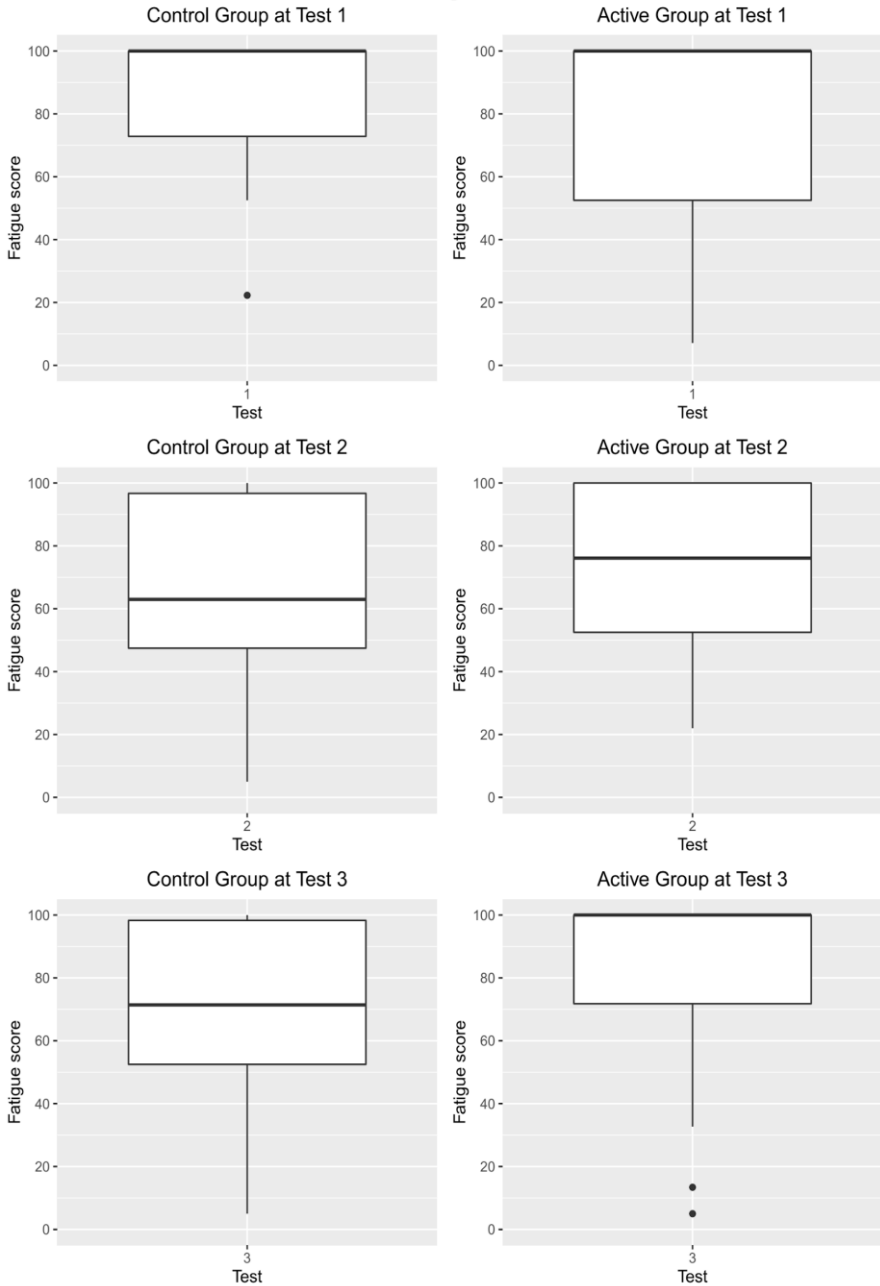 Control Group at Test 1
Fatigue score
100
80
60
40
20
0
1
Test
Active Group at Test 1
Fatigue score
100
80
60
40
20
0
1
Test
Control Group at Test 2
Fatigue score
100
80
60
40
20
0
2
Test
Active Group at Test 2
Fatigue score
100
80
60
40
20
0
2
Test
Control Group at Test 3
Fatigue score
100
80
60
40
20
0
3
Test
Active Group at Test 3
Fatigue score
100
80
60
40
20
0
3
Test